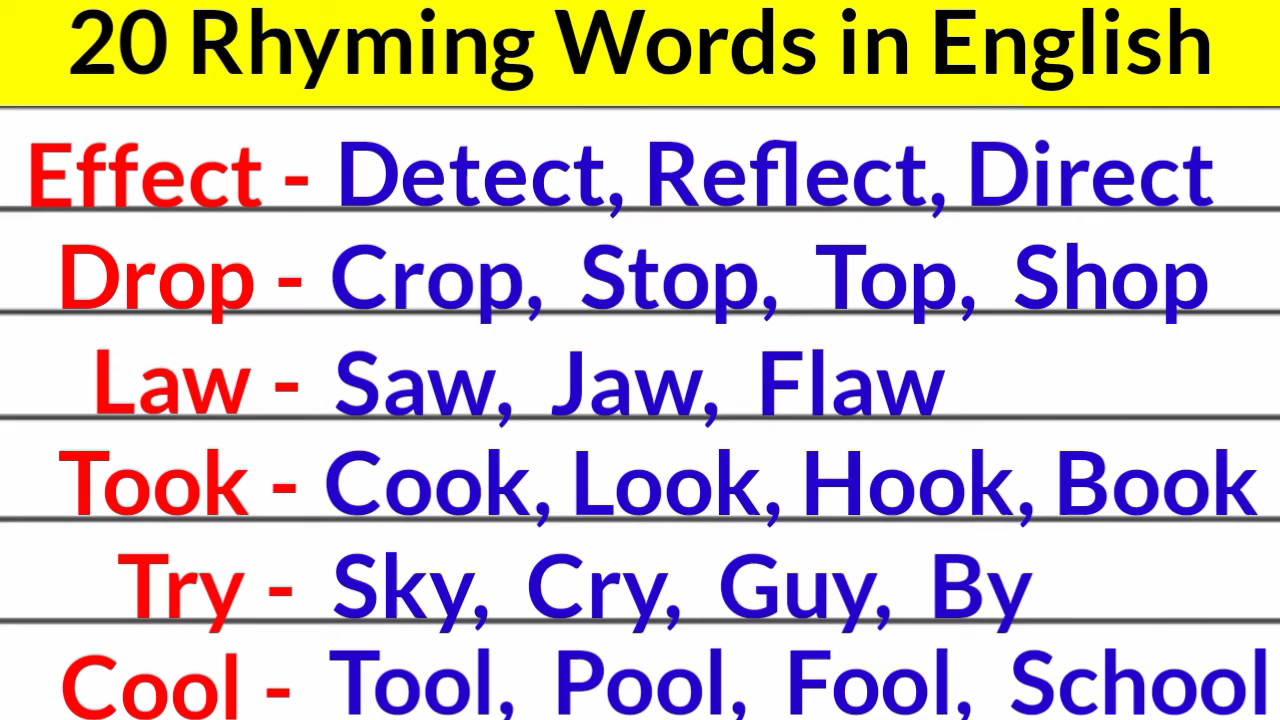 20 Rhyming Words in English
Effect - Detect, Reflect, Direct
Drop - Crop, Stop, Top, Shop
Law - Saw, Jaw, Flaw
Took - Cook, Look, Hook, Book
Try - Sky, Cry, Guy, By
Cool - Tool, Pool, Fool, School